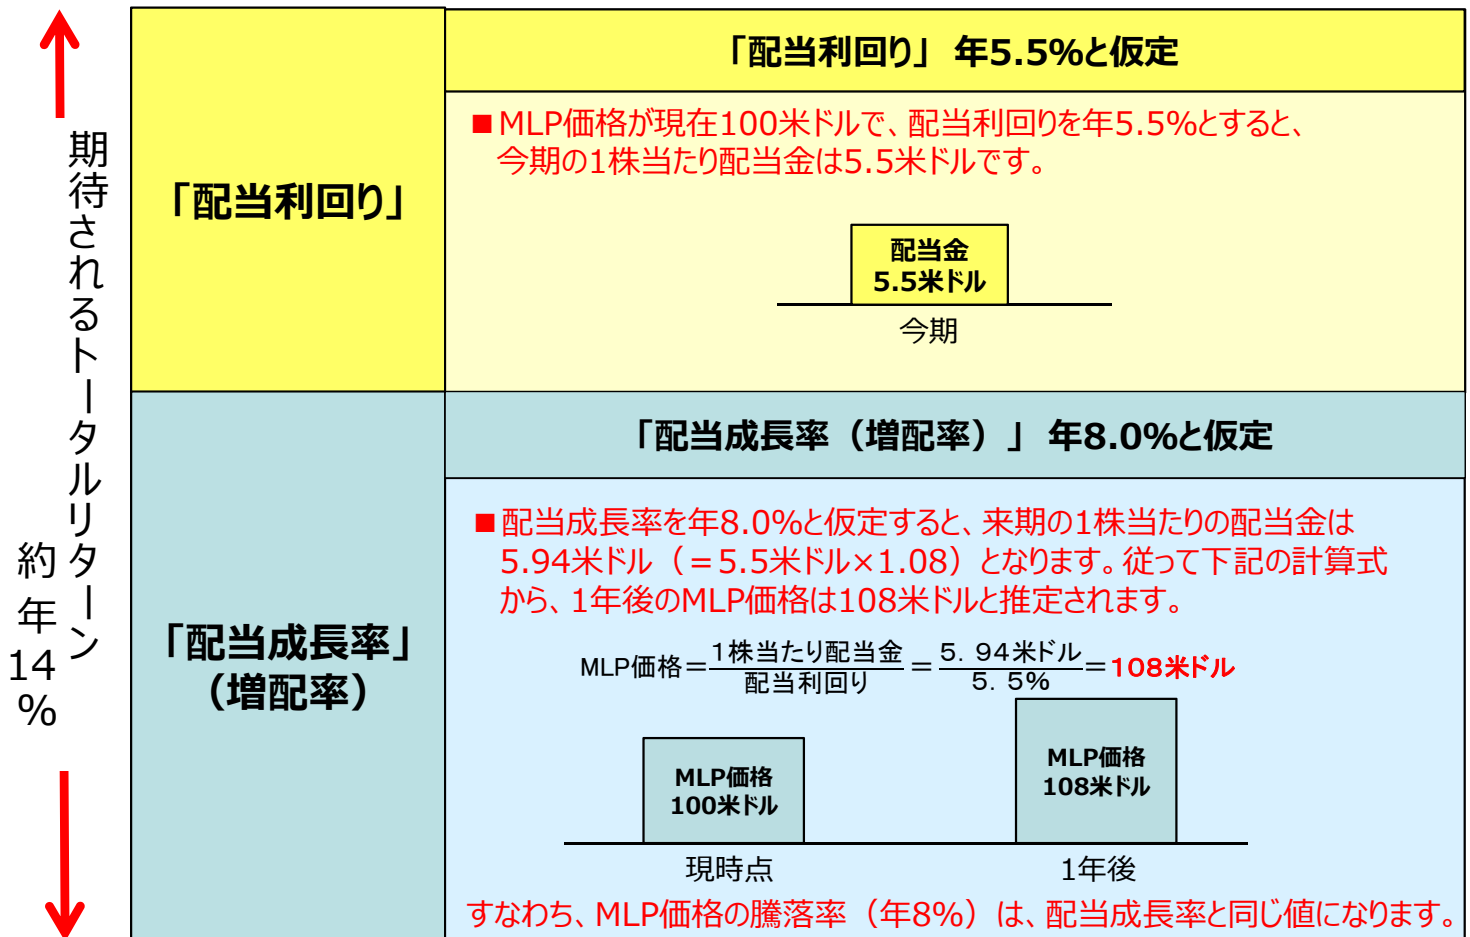 期待されるトータルリターン
約年14%
「配当利回り」
「配当利回り」 年5.5%と仮定
■MLP価格が現在100米ドルで、配当利回りを年5.5%とすると、
今期の1株当たり配当金は5.5米ドルです。
配当金
5.5米ドル
今期
「配当成長率」
（増配率）
「配当成長率（増配率）」 年8.0%と仮定
■配当成長率を年8.0%と仮定すると、来期の1株当たりの配当金は
5.94米ドル（＝5.5米ドル×1.08）となります。従って下記の計算式
から、1年後のMLP価格は108米ドルと推定されます。
MLP価格＝1株当たり配当金/配当利回り＝５．９４米ドル/５．５％＝１０８米ドル
MLP価格
100米ドル
MLP価格
108米ドル
現時点
1年後
すなわち、MLP価格の騰落率（年8%）は、配当成長率と同じ値になります。